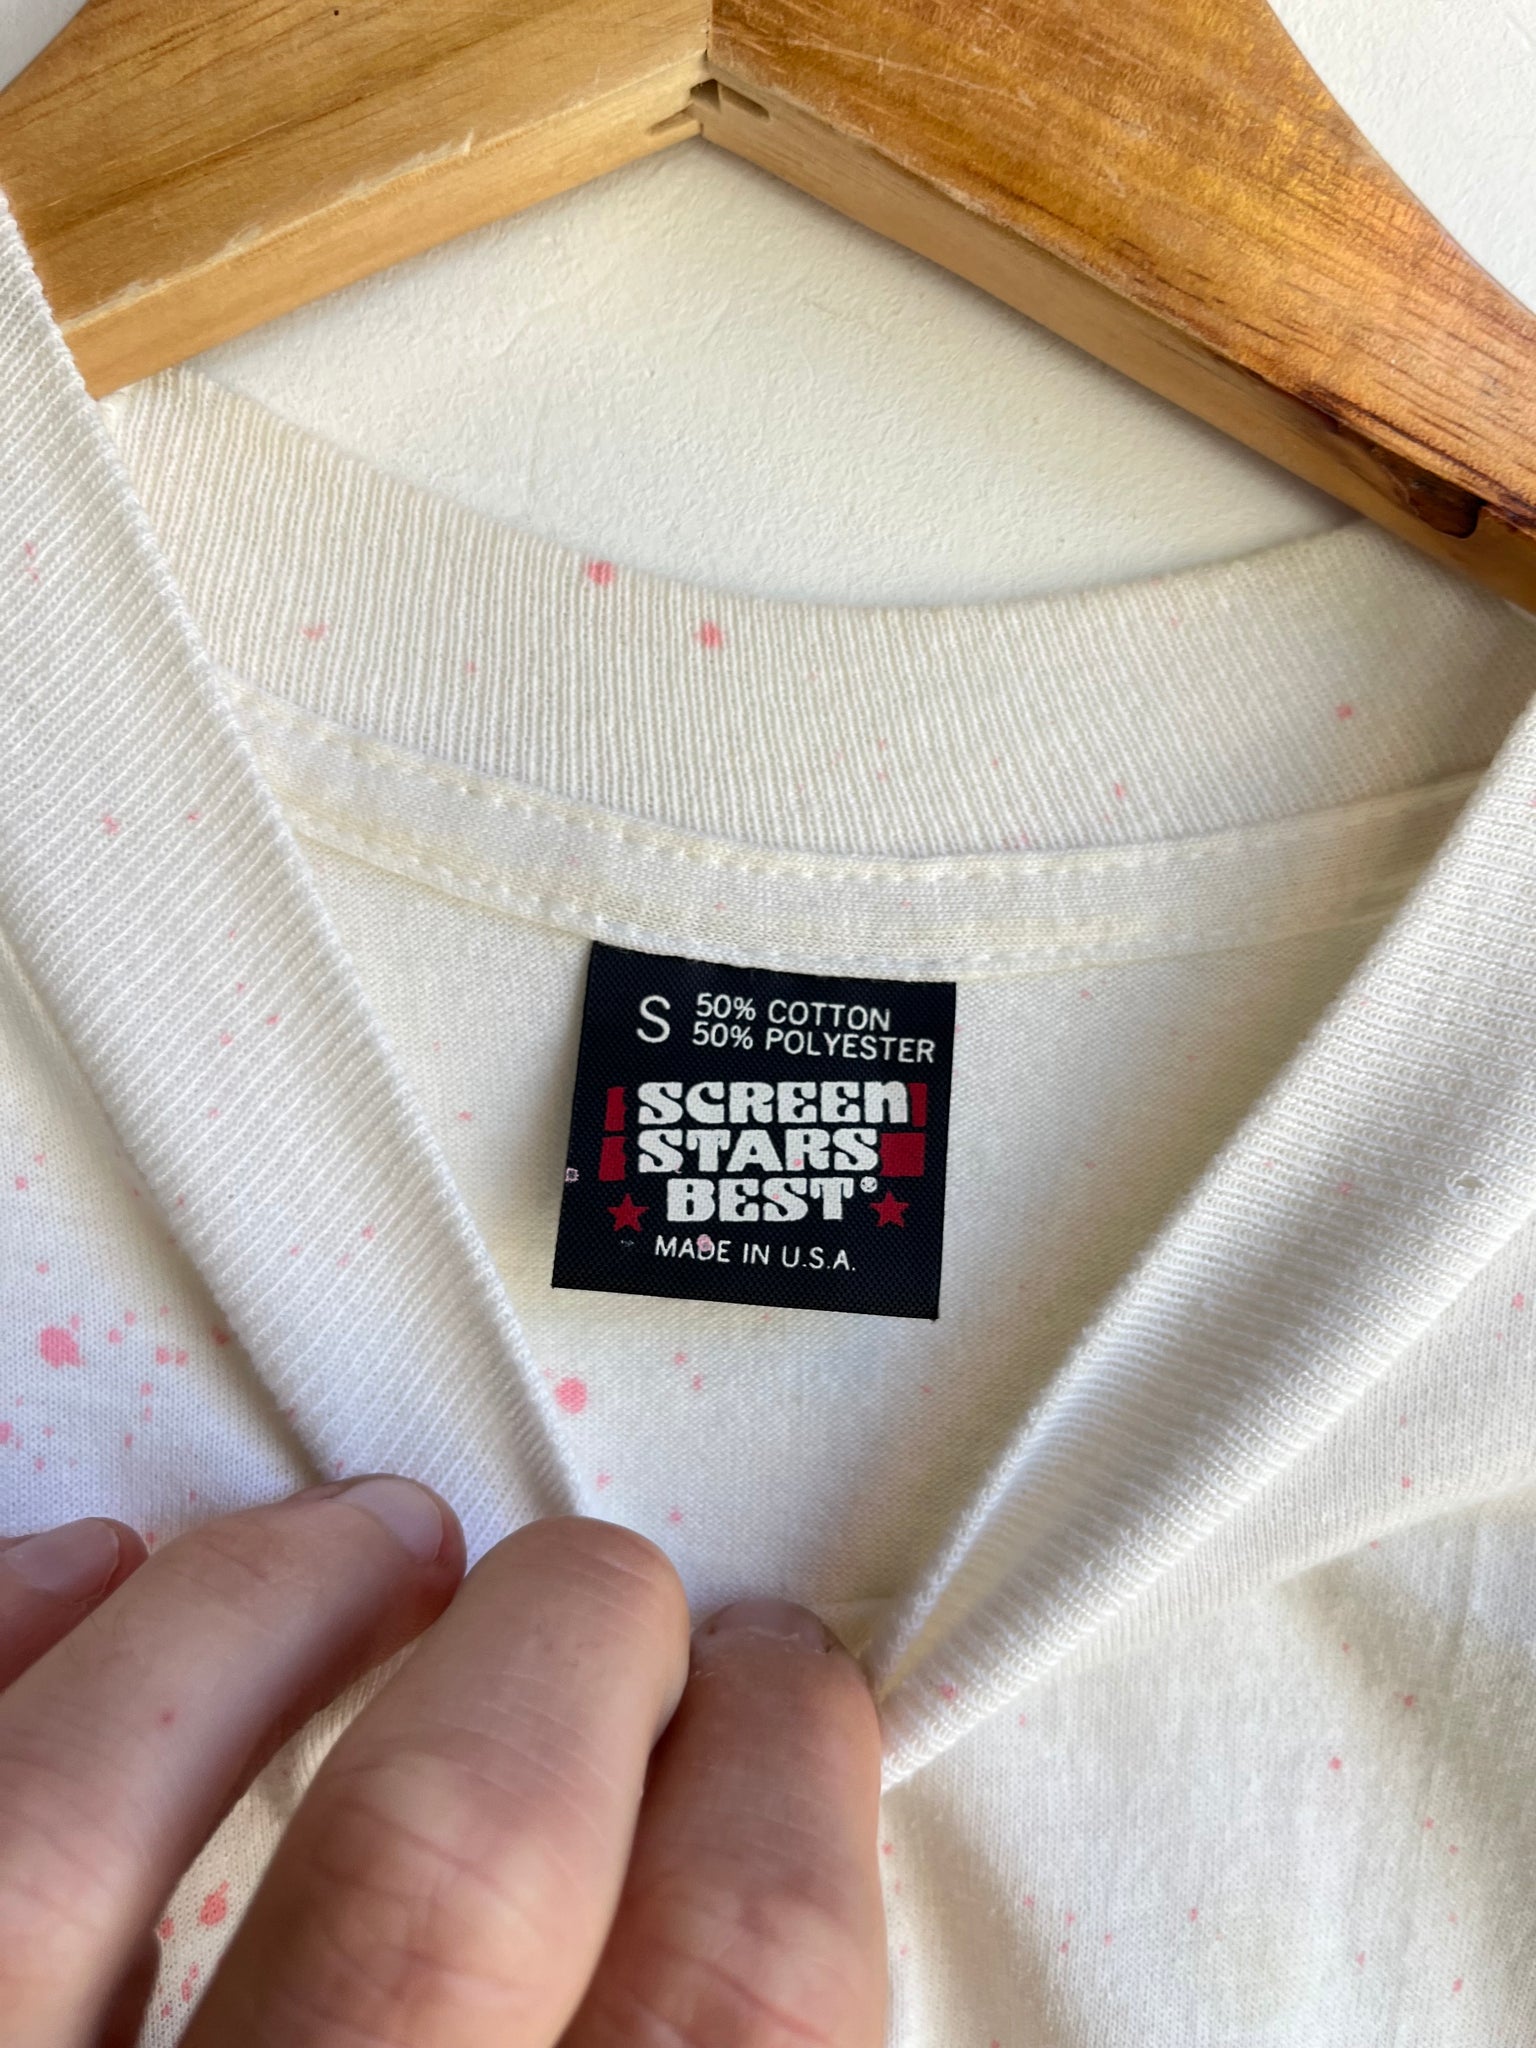 S 50% COTTON
50% POLYESTER
SCREEN
STARS
BEST®
MADE IN U.S.A.